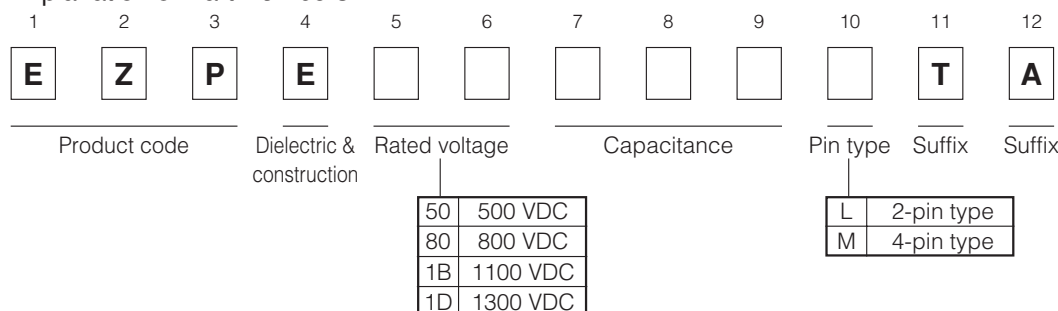 1 2 3 4 5 6 7 8 9 10 11 12
E Z P E T A
Product code Dielectric & construction Rated voltage Capacitance Pin type Suffix Suffix
50 500 VDC L 2-pin type
80 800 VDC M 4-pin type
1B 1100 VDC
1D 1300 VDC